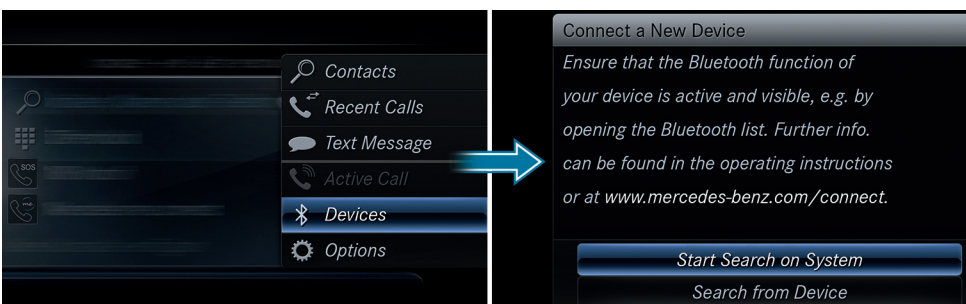 Contacts
Recent Calls
Text Message
Active Call
Devices
Options
SOS
Connect a New Device
Ensure that the Bluetooth function of
your device is active and visible, e.g. by
opening the Bluetooth list. Further info.
can be found in the operating instructions
or at www.mercedes-benz.com/connect.
Start Search on System
Search from Device